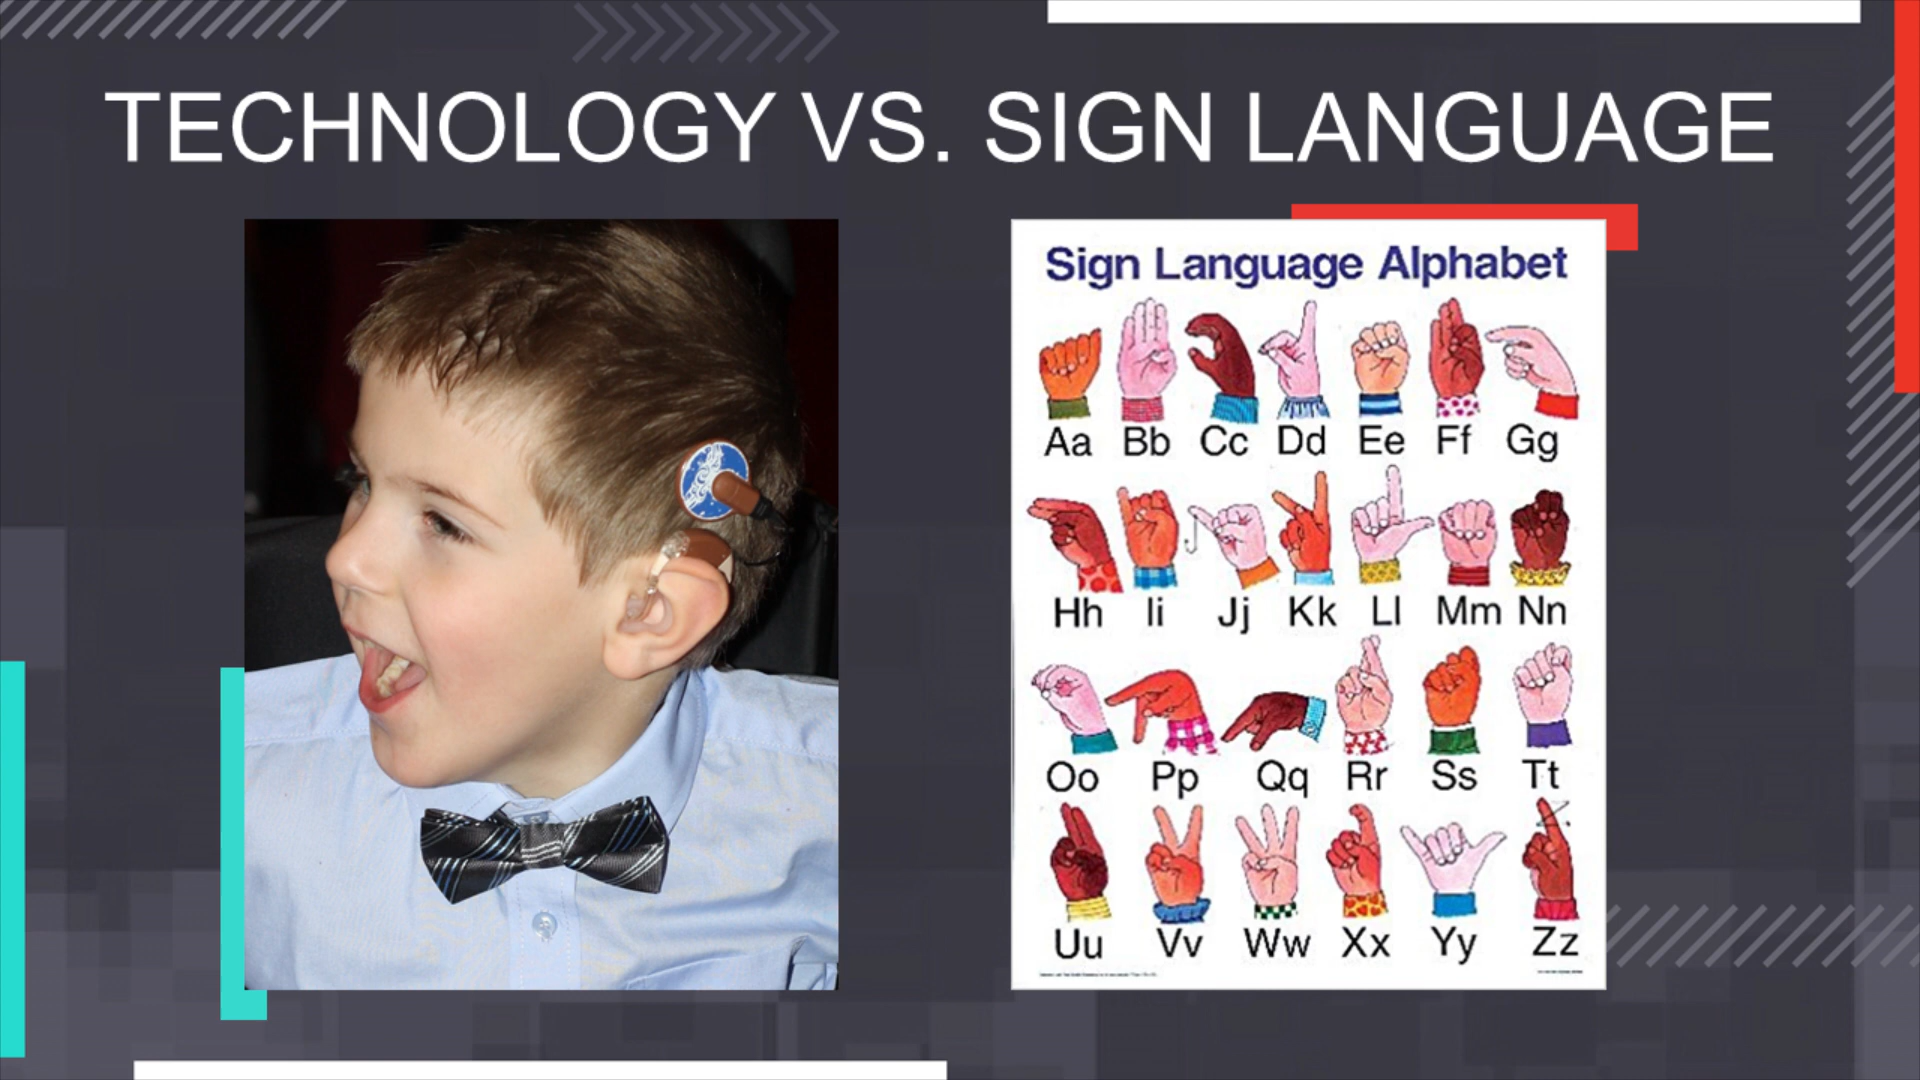 TECHNOLOGY VS. SIGN LANGUAGE
Sign Language Alphabet
Aa Bb Cc Dd Ee Ff Gg
Hh Ii Jj Kk Ll Mm Nn
Oo Pp Qq Rr Ss Tt
Uu Vv Ww Xx Yy Zz